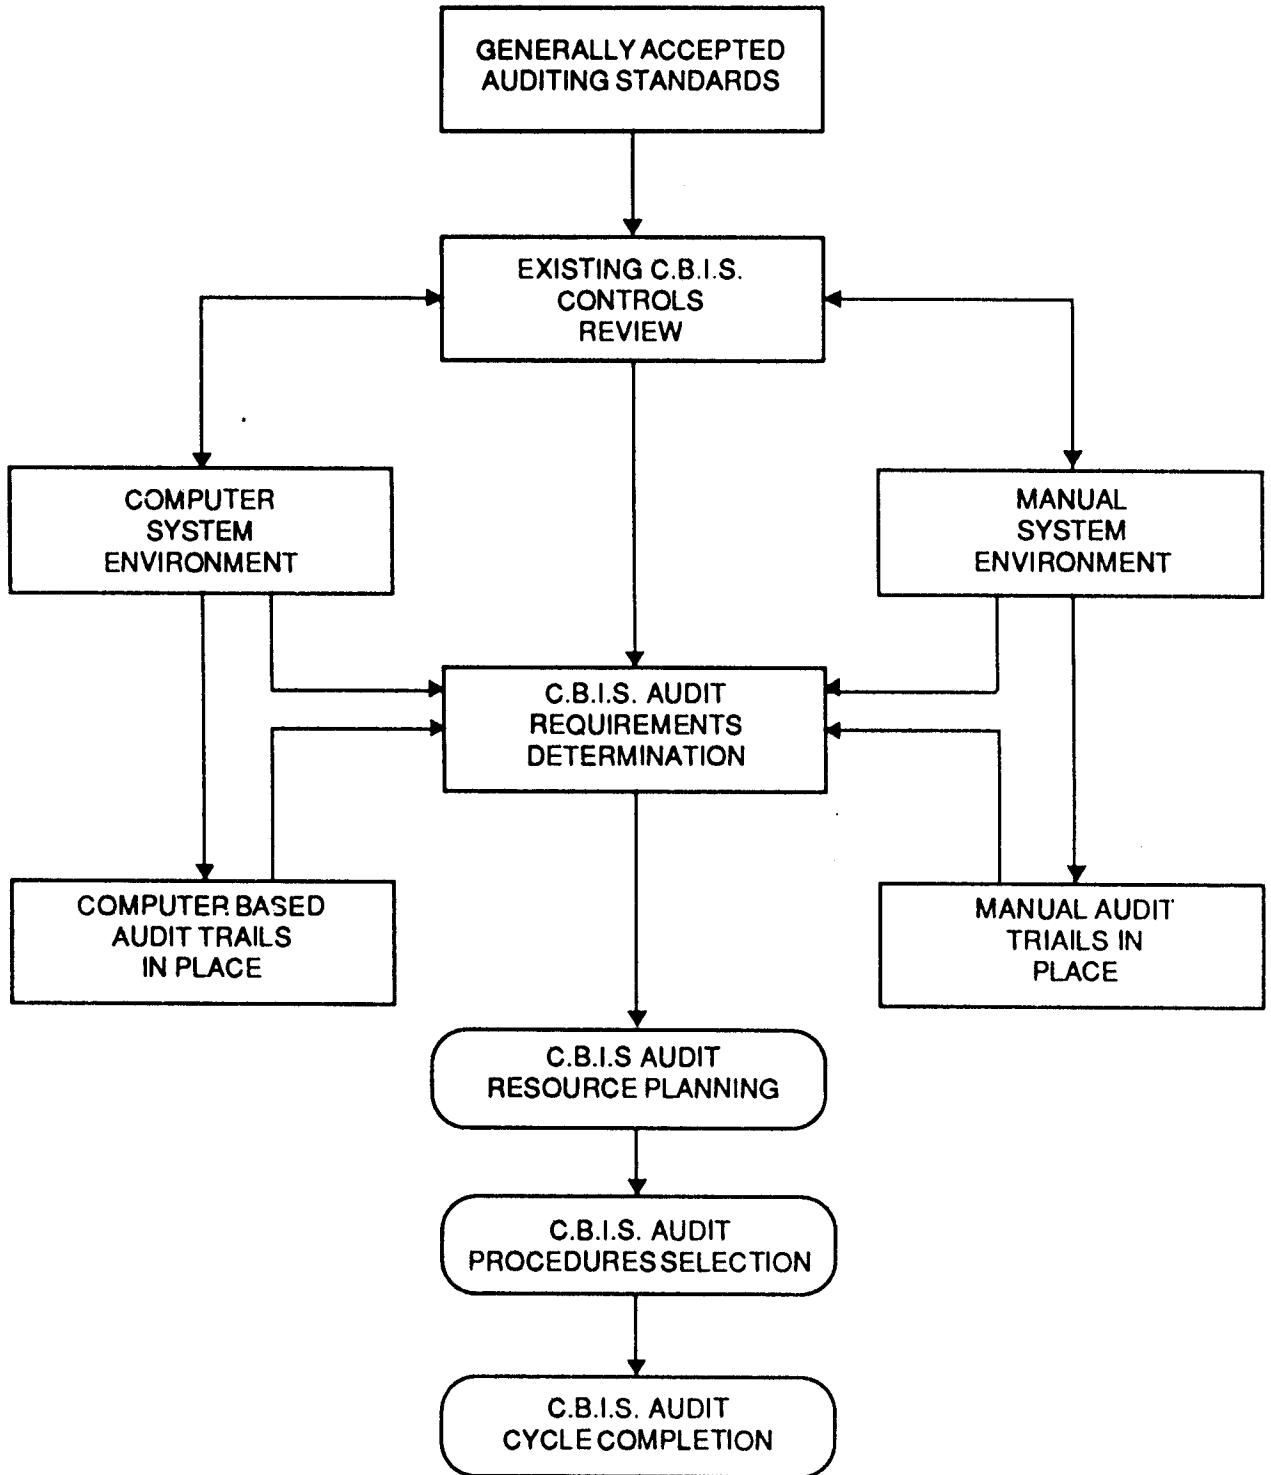 GENERALLY ACCEPTED
AUDITING STANDARDS
EXISTING C.B.I.S.
CONTROLS
REVIEW
COMPUTER
SYSTEM
ENVIRONMENT
MANUAL
SYSTEM
ENVIRONMENT
C.B.I.S. AUDIT
REQUIREMENTS
DETERMINATION
COMPUTER BASED
AUDIT TRAILS
IN PLACE
MANUAL AUDIT
TRIAILS IN
PLACE
C.B.I.S AUDIT
RESOURCE PLANNING
C.B.I.S. AUDIT
PROCEDURES SELECTION
C.B.I.S. AUDIT
CYCLE COMPLETION